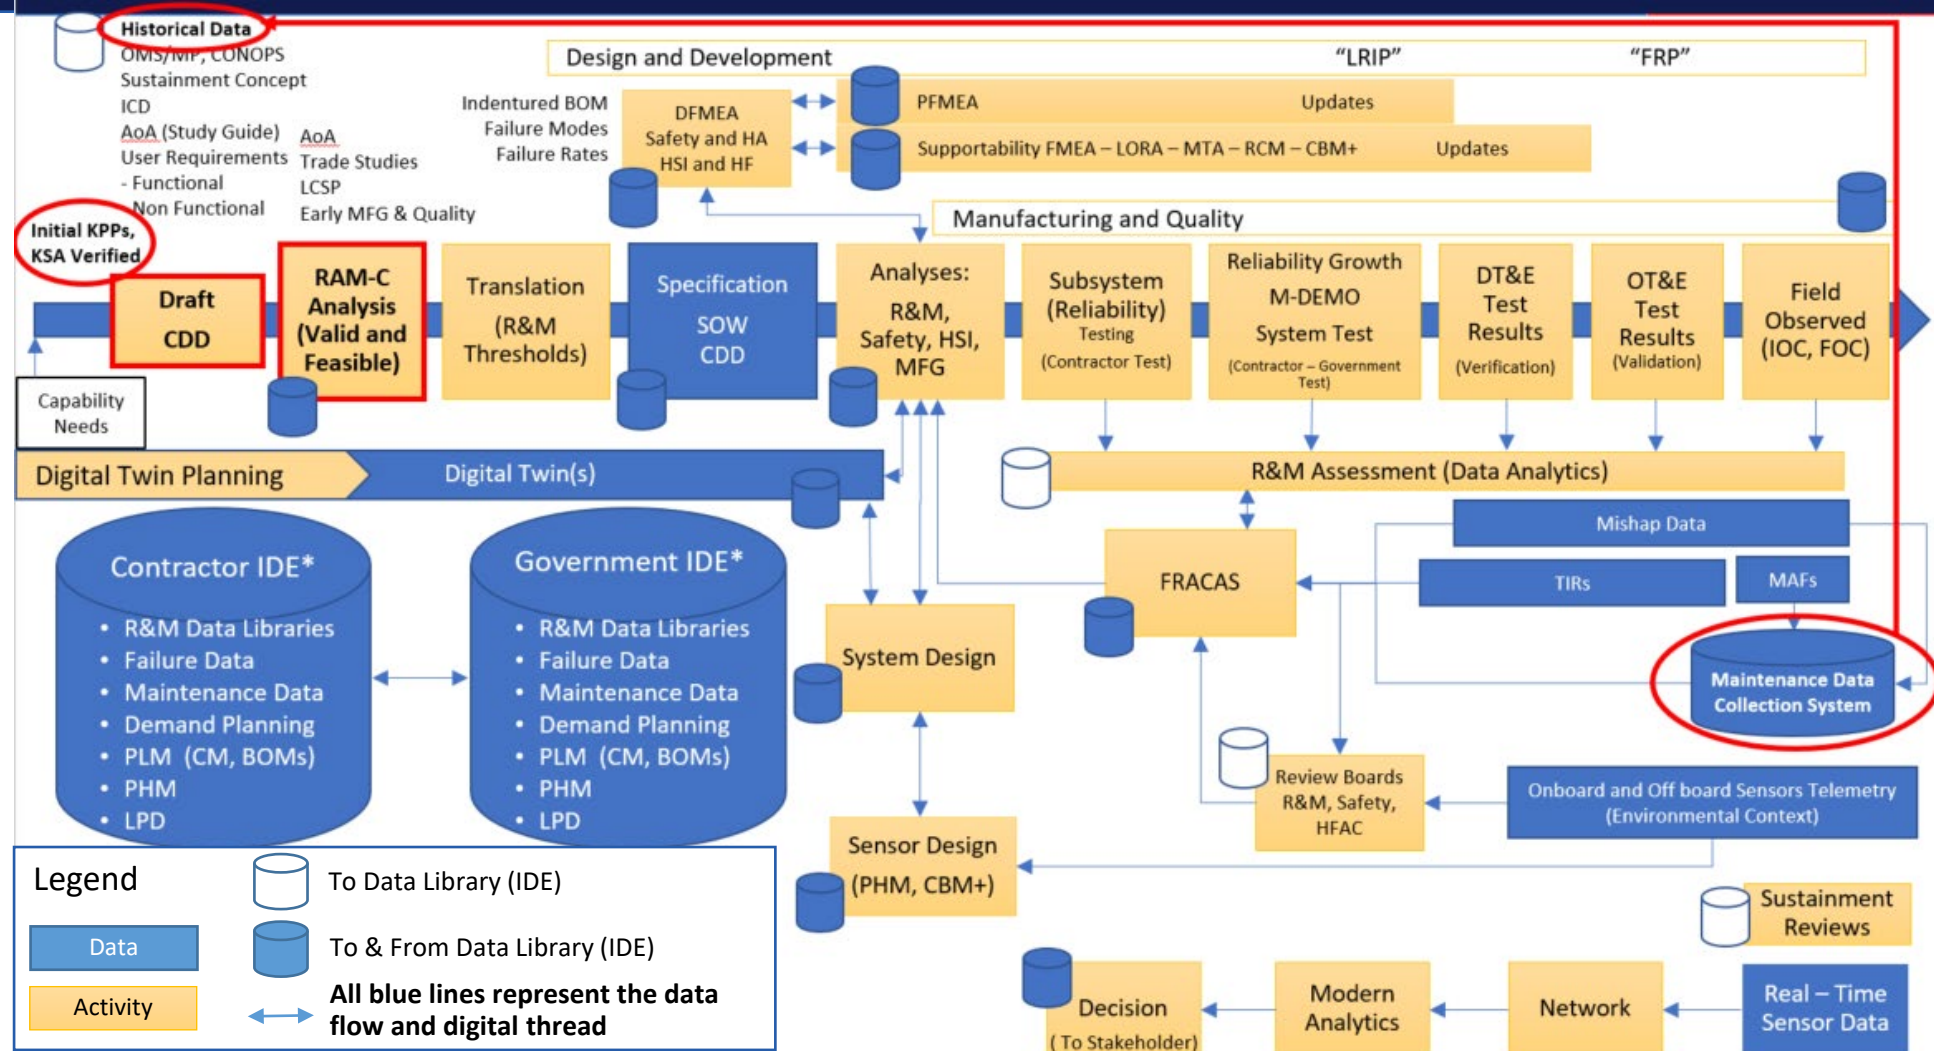 Historical Data
OMS/MP, CONOPS
Sustainment Concept
ICD
AoA (Study Guide)
User Requirements
- Functional
- Non Functional
AoA
Trade Studies
LCSP
Early MFG & Quality
Initial KPPs,
KSA Verified
Design and Development
"LRIP"
"FRP"
Indentured BOM
Failure Modes
Failure Rates
DFMEA
Safety and HA
HSI and HF
PFMEA
Updates
Supportability FMEA – LORA – MTA – RCM – CBM+
Updates
Manufacturing and Quality
Draft
CDD
RAM-C
Analysis
(Valid and
Feasible)
Translation
(R&M
Thresholds)
Specification
SOW
CDD
Analyses:
R&M,
Safety, HSI,
MFG
Subsystem
(Reliability)
Testing
(Contractor Test)
Reliability Growth
M-DEMO
System Test
(Contractor – Government
Test)
DT&E
Test
Results
(Verification)
OT&E
Test
Results
(Validation)
Field
Observed
(IOC, FOC)
Capability
Needs
Digital Twin Planning
Digital Twin(s)
R&M Assessment (Data Analytics)
Contractor IDE*
• R&M Data Libraries
• Failure Data
• Maintenance Data
• Demand Planning
• PLM (CM, BOMs)
• PHM
• LPD
Government IDE*
• R&M Data Libraries
• Failure Data
• Maintenance Data
• Demand Planning
• PLM (CM, BOMs)
• PHM
• LPD
Mishap Data
FRACAS
TIRs
MAFs
System Design
Maintenance Data
Collection System
Review Boards
R&M, Safety,
HFAC
Onboard and Off board Sensors Telemetry
(Environmental Context)
Sensor Design
(PHM, CBM+)
Sustainment
Reviews
Decision
( To Stakeholder)
Modern
Analytics
Network
Real – Time
Sensor Data
Legend
To Data Library (IDE)
Data
To & From Data Library (IDE)
Activity
All blue lines represent the data
flow and digital thread